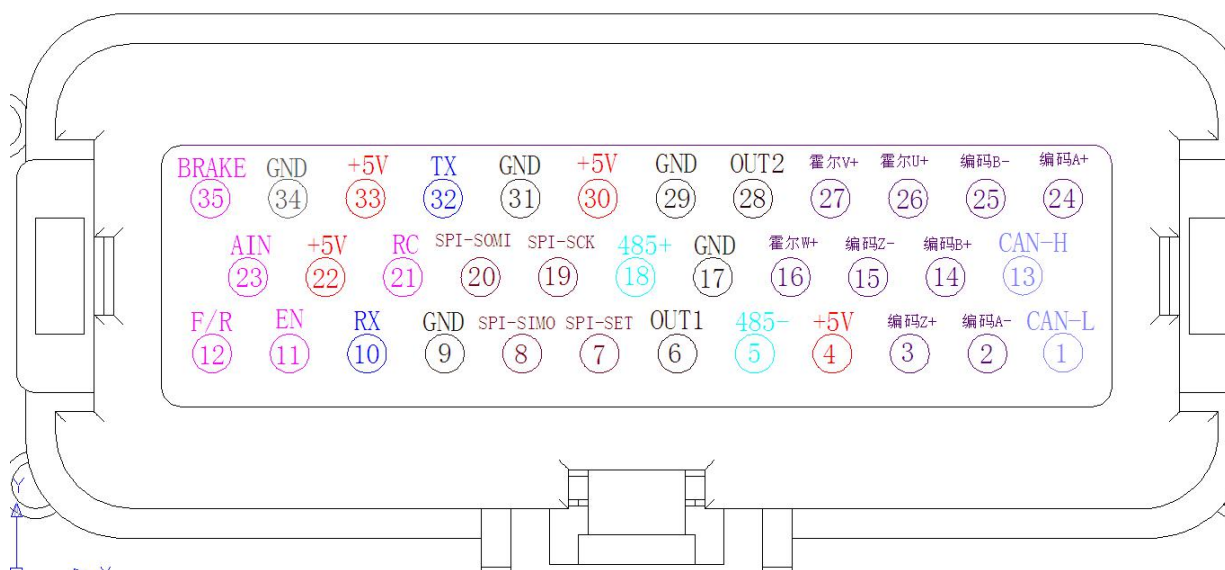 BRAKE GND +5V TX GND +5V GND OUT2 霍尔V+ 霍尔U+ 编码B- 编码A+
35 34 33 32 31 30 29 28 27 26 25 24
AIN +5V RC SPI-SOMI SPI-SCK 485+ GND 霍尔W+ 编码Z- 编码B+ CAN-H
23 22 21 20 19 18 17 16 15 14 13
F/R EN RX GND SPI-SIMO SPI-SET OUT1 485- +5V 编码Z+ 编码A- CAN-L
12 11 10 9 8 7 6 5 4 3 2 1
Y